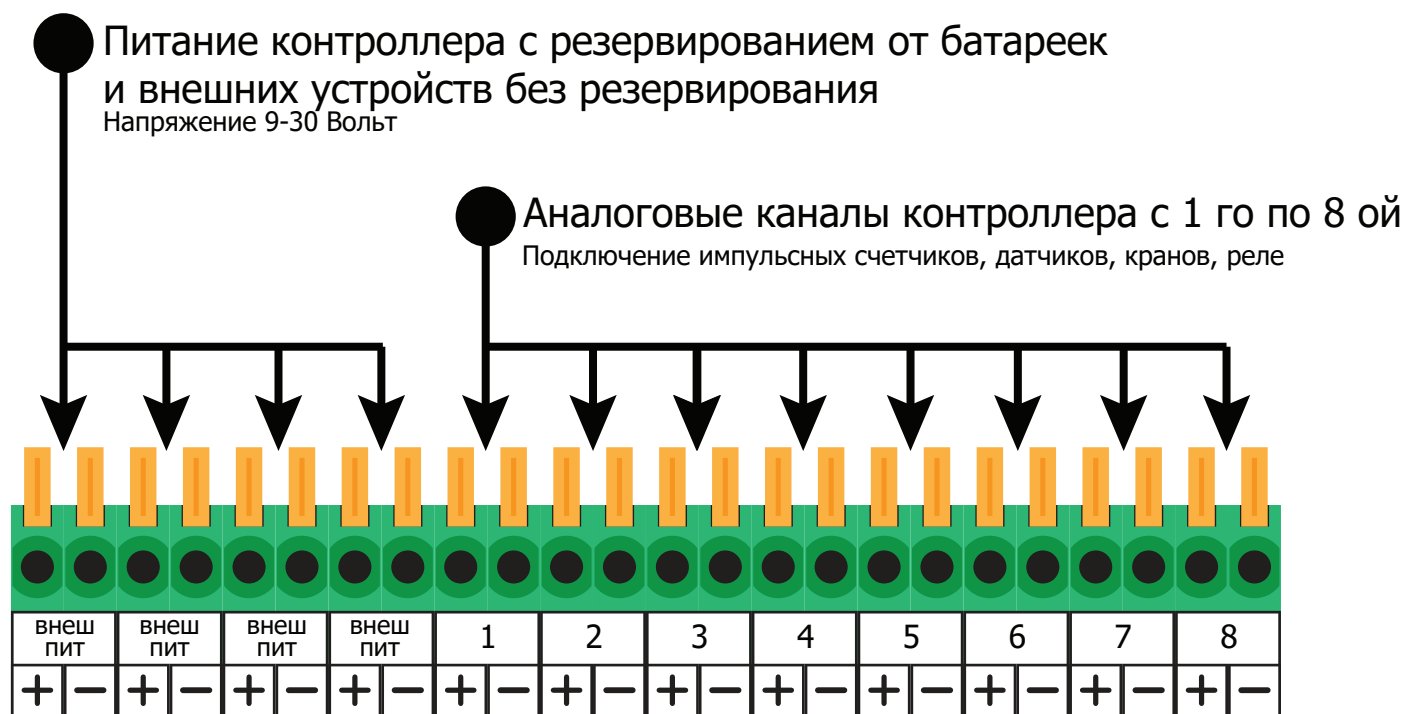 Питание контроллера с резервированием от батареек
и внешних устройств без резервирования
Напряжение 9-30 Вольт
Аналоговые каналы контроллера с 1 го по 8 ой
Подключение импульсных счетчиков, датчиков, кранов, реле
внеш пит внеш пит внеш пит внеш пит 1 2 3 4 5 6 7 8
+ − + − + − + − + − + − + − + − + − + − + − + −